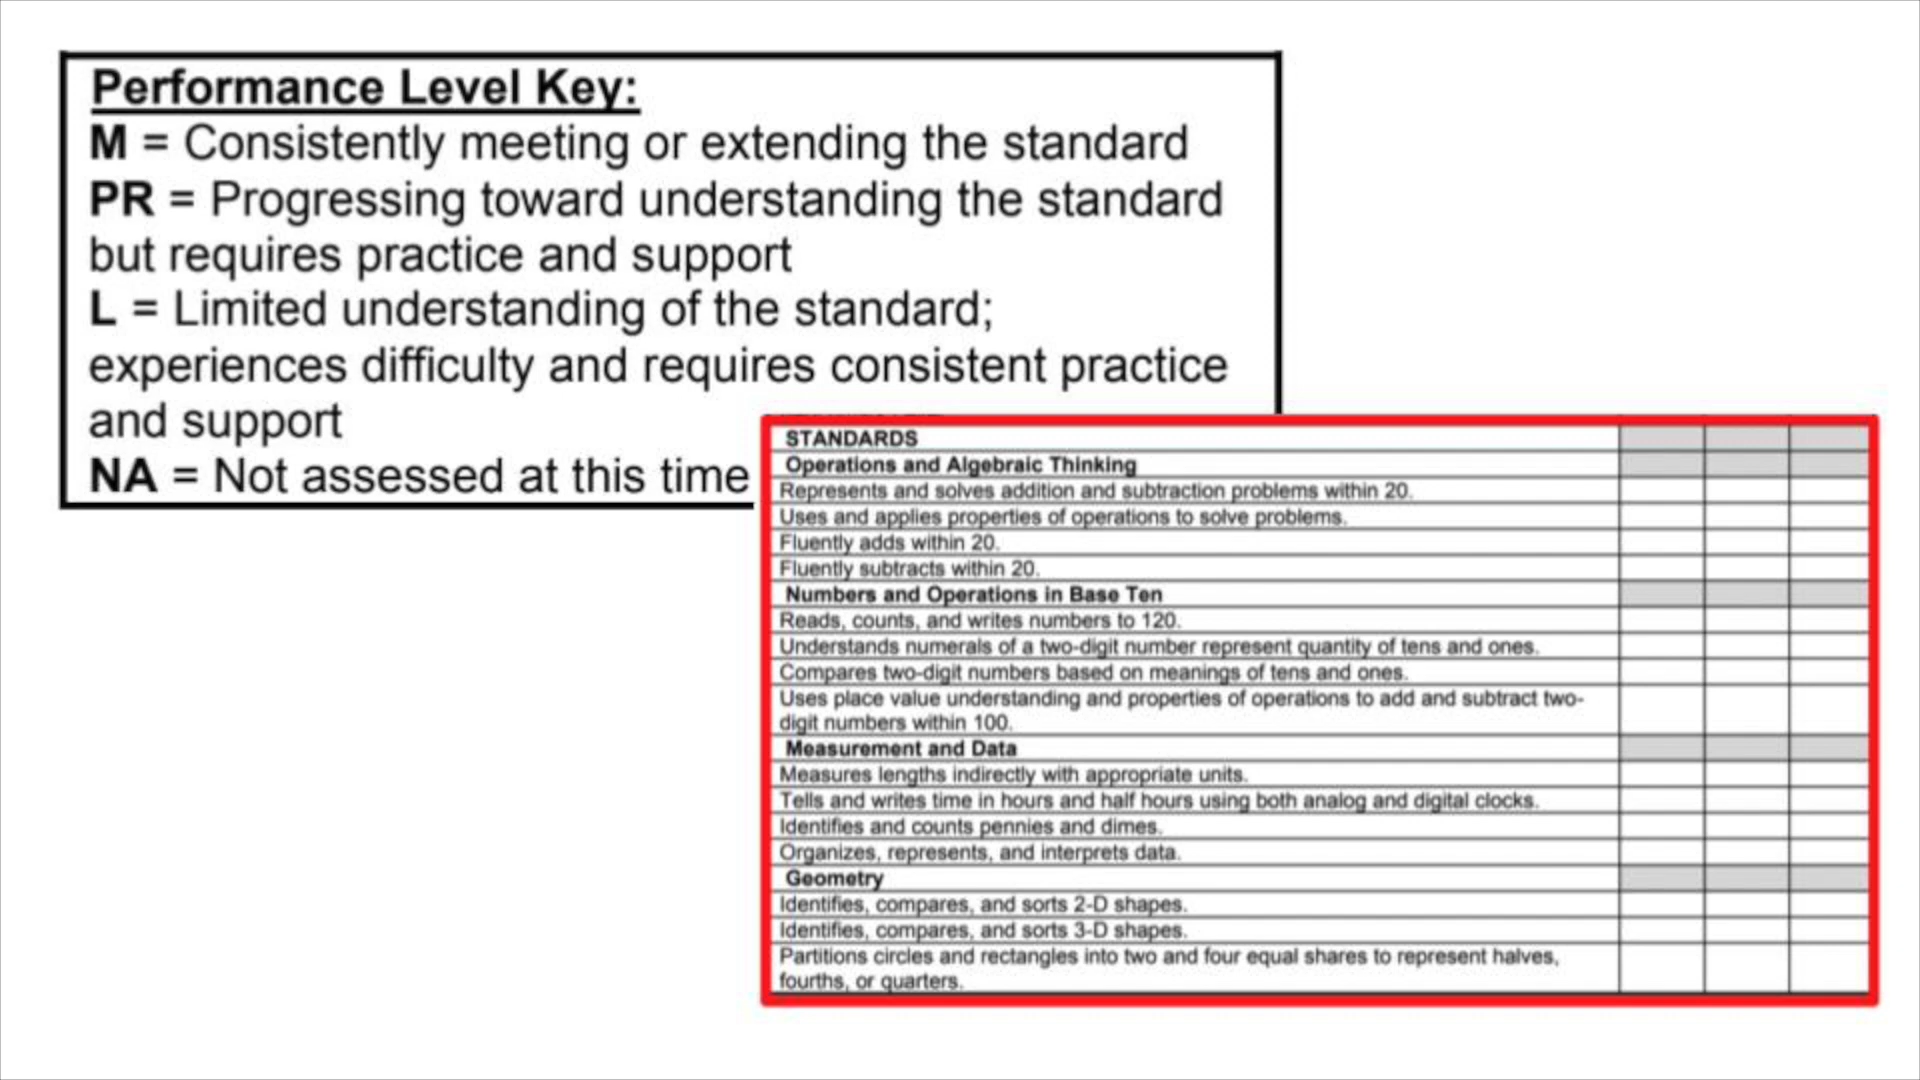 Performance Level Key:
M = Consistently meeting or extending the standard
PR = Progressing toward understanding the standard
but requires practice and support
L = Limited understanding of the standard;
experiences difficulty and requires consistent practice
and support
NA = Not assessed at this time
STANDARDS
Operations and Algebraic Thinking
Represents and solves addition and subtraction problems within 20.
Uses and applies properties of operations to solve problems.
Fluently adds within 20.
Fluently subtracts within 20.
Numbers and Operations in Base Ten
Reads, counts, and writes numbers to 120.
Understands numerals of a two-digit number represent quantity of tens and ones.
Compares two-digit numbers based on meanings of tens and ones.
Uses place value understanding and properties of operations to add and subtract two-
digit numbers within 100.
Measurement and Data
Measures lengths indirectly with appropriate units.
Tells and writes time in hours and half hours using both analog and digital clocks.
Identifies and counts pennies and dimes.
Organizes, represents, and interprets data.
Geometry
Identifies, compares, and sorts 2-D shapes.
Identifies, compares, and sorts 3-D shapes.
Partitions circles and rectangles into two and four equal shares to represent halves,
fourths, or quarters.